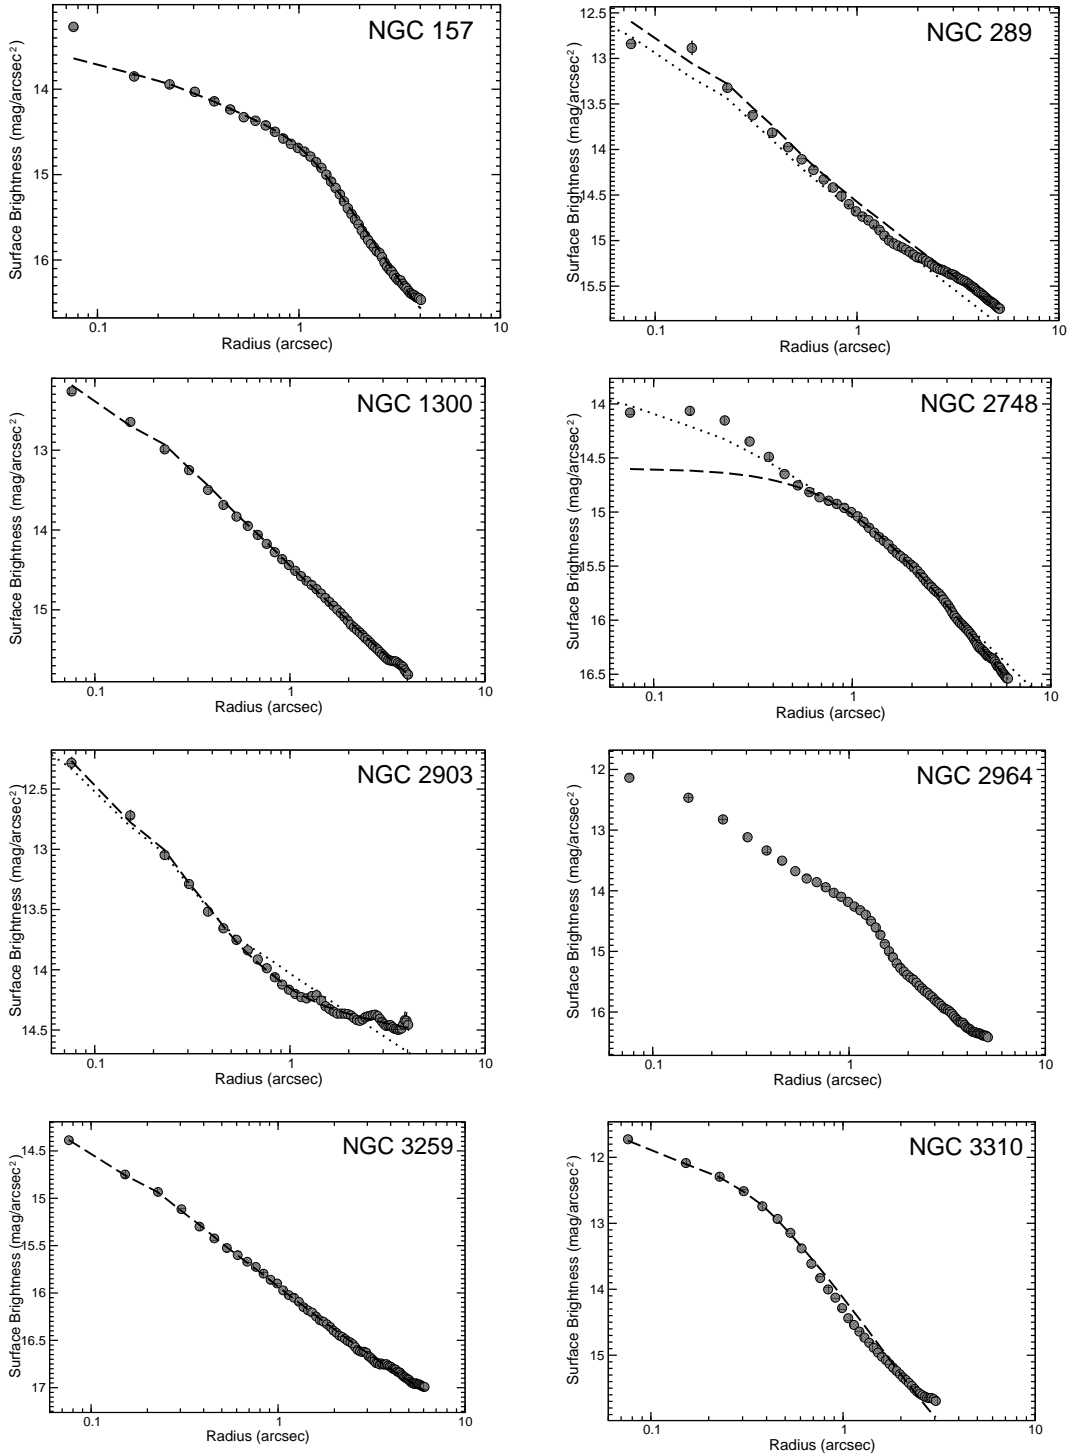 NGC 157
14
15
16
Surface Brightness (mag/arcsec²)
0.1
1
10
Radius (arcsec)
NGC 289
12.5
13
13.5
14
14.5
15
15.5
Surface Brightness (mag/arcsec²)
0.1
1
10
Radius (arcsec)
NGC 1300
13
14
15
Surface Brightness (mag/arcsec²)
0.1
1
10
Radius (arcsec)
NGC 2748
14
14.5
15
15.5
16
16.5
Surface Brightness (mag/arcsec²)
0.1
1
10
Radius (arcsec)
NGC 2903
12.5
13
13.5
14
14.5
Surface Brightness (mag/arcsec²)
0.1
1
10
Radius (arcsec)
NGC 2964
12
13
14
15
16
Surface Brightness (mag/arcsec²)
0.1
1
10
Radius (arcsec)
NGC 3259
14.5
15
15.5
16
16.5
17
Surface Brightness (mag/arcsec²)
0.1
1
10
Radius (arcsec)
NGC 3310
12
13
14
15
Surface Brightness (mag/arcsec²)
0.1
1
10
Radius (arcsec)